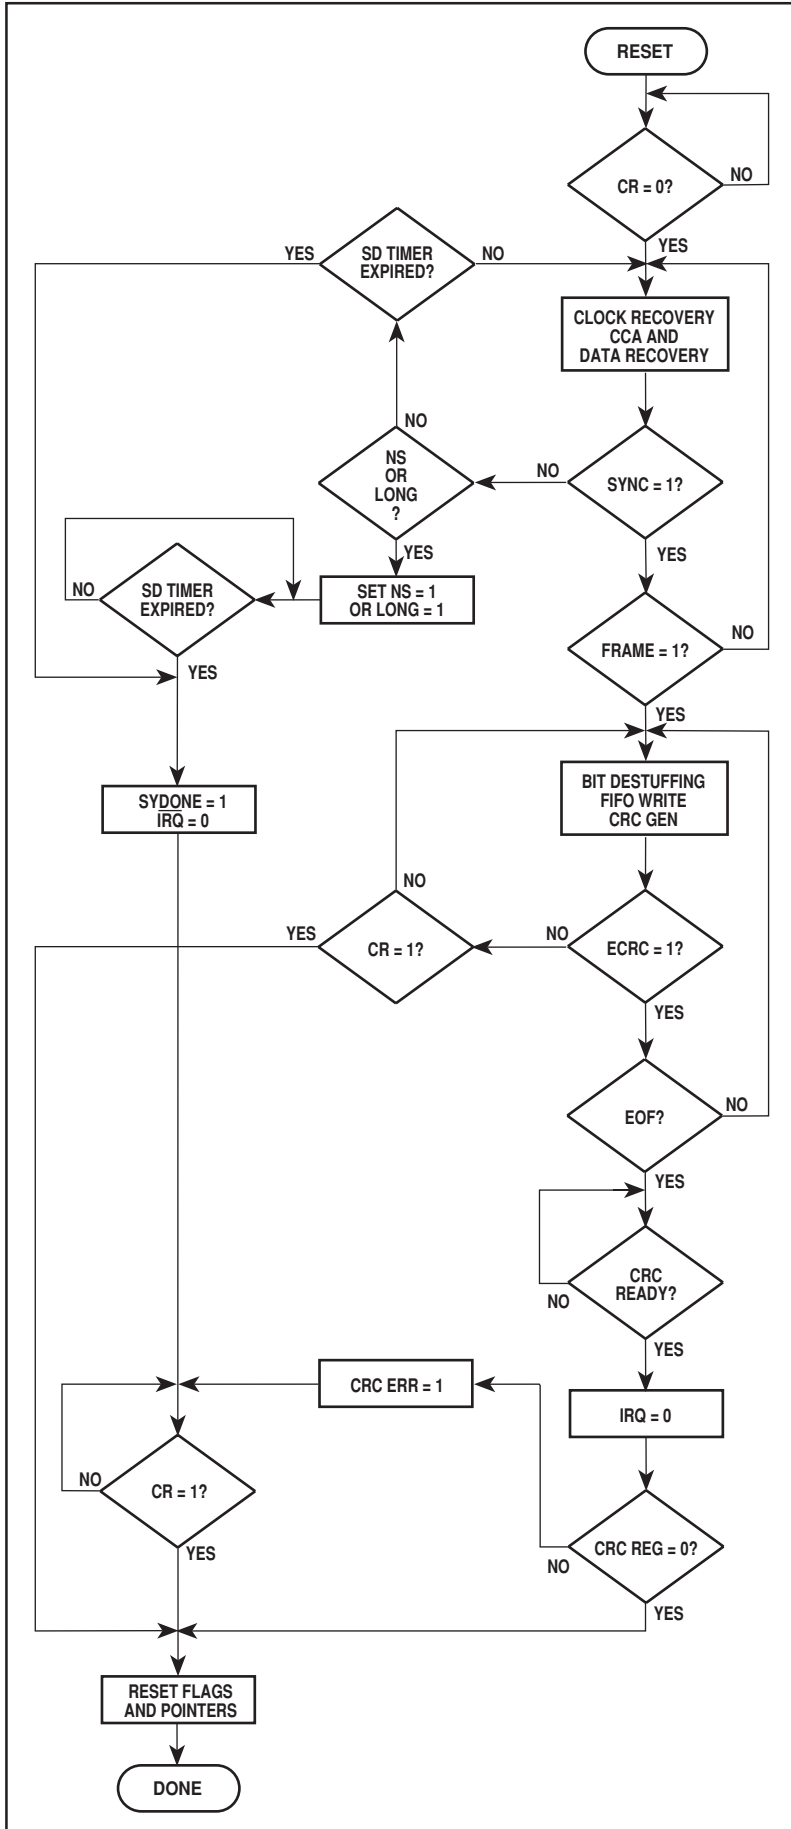 RESET
CR = 0?
NO
YES
SD TIMER
EXPIRED?
YES
NO
CLOCK RECOVERY
CCA AND
DATA RECOVERY
NO
NS
OR
LONG
?
NO
SYNC = 1?
YES
YES
SET NS = 1
OR LONG = 1
NO
SD TIMER
EXPIRED?
YES
FRAME = 1?
NO
YES
SYDONE = 1
IRQ = 0
BIT DESTUFFING
FIFO WRITE
CRC GEN
NO
YES
CR = 1?
NO
ECRC = 1?
YES
EOF?
NO
YES
CRC
READY?
NO
YES
CRC ERR = 1
IRQ = 0
NO
CR = 1?
YES
CRC REG = 0?
NO
YES
RESET FLAGS
AND POINTERS
DONE